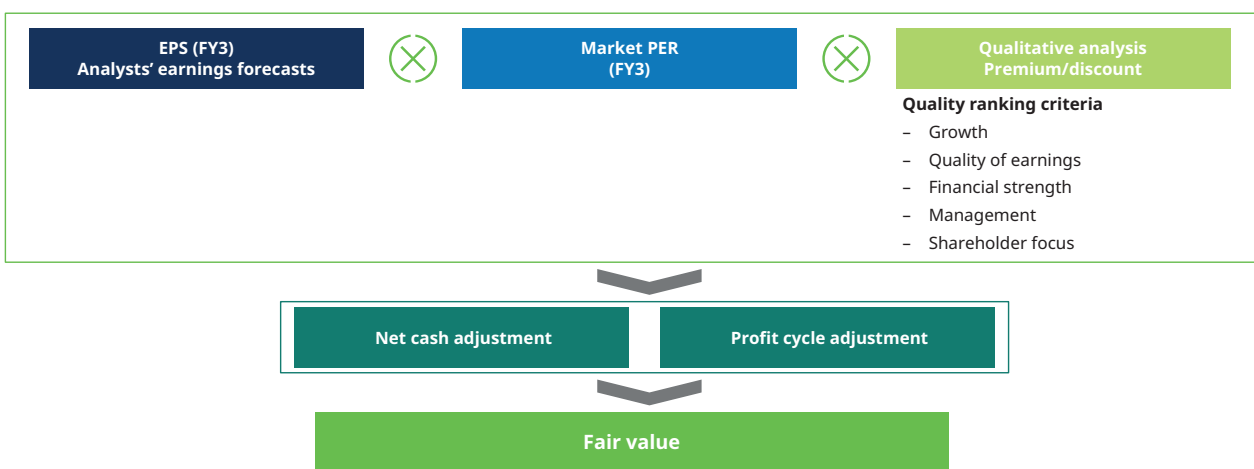 EPS (FY3)
Analysts’ earnings forecasts
Market PER
(FY3)
Qualitative analysis
Premium/discount
Quality ranking criteria
– Growth
– Quality of earnings
– Financial strength
– Management
– Shareholder focus
Net cash adjustment
Profit cycle adjustment
Fair value